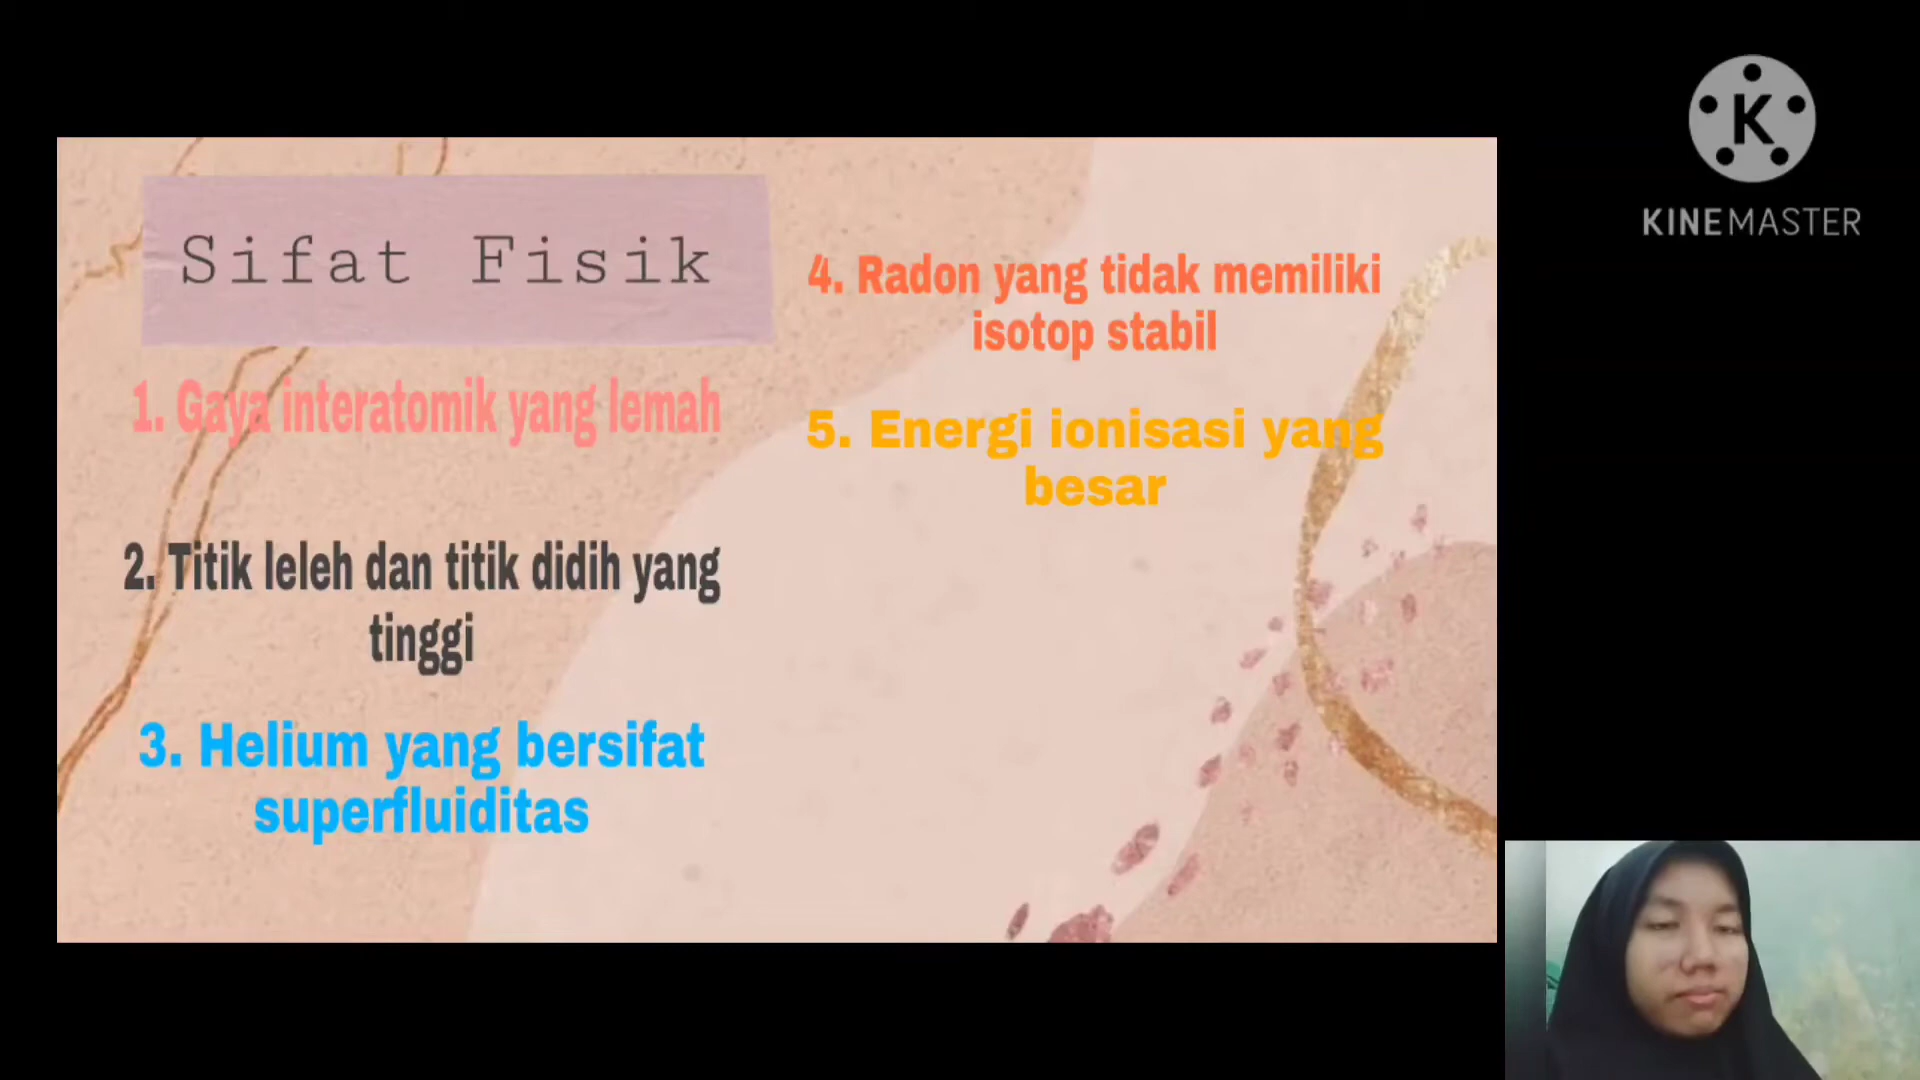 Sifat Fisik
1. Gaya interatomik yang lemah
2. Titik leleh dan titik didih yang
tinggi
3. Helium yang bersifat
superfluiditas
4. Radon yang tidak memiliki
isotop stabil
5. Energi ionisasi yang
besar
K
KINEMASTER